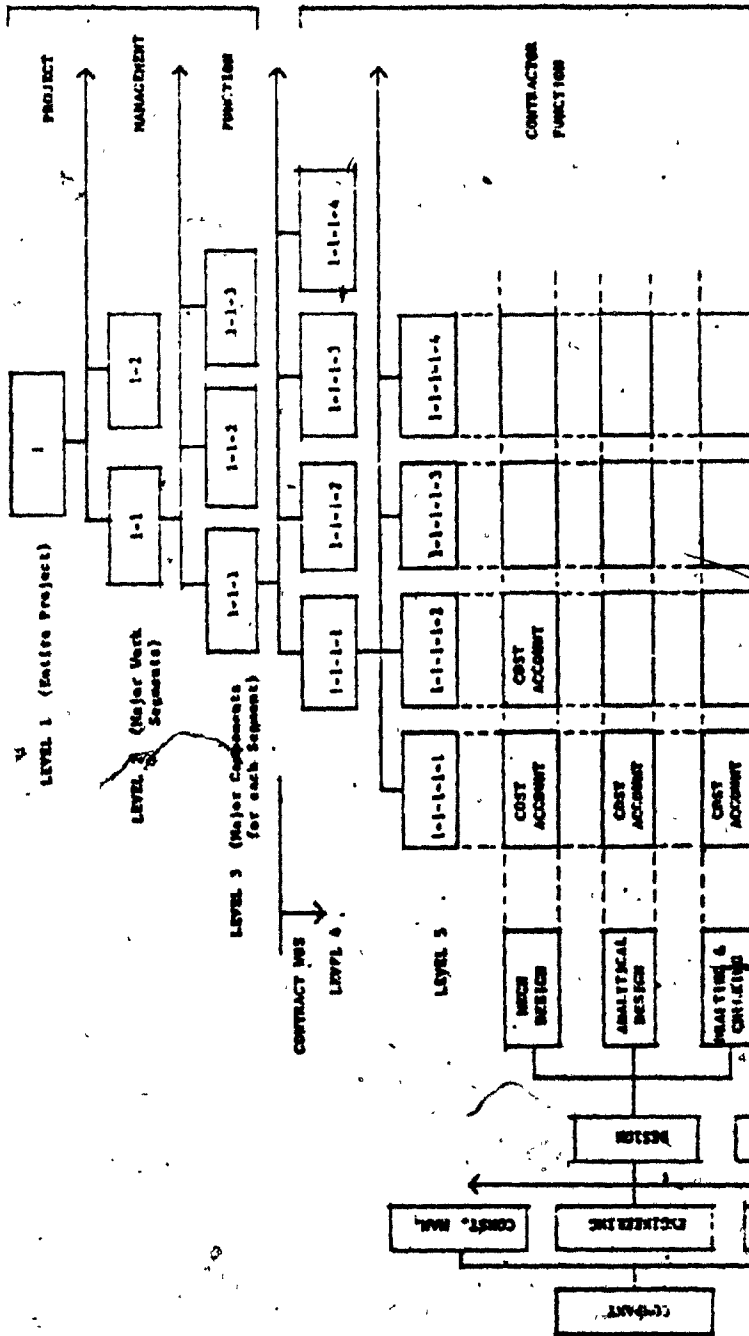 PROJECT
MANAGEMENT
FUNCTION
CONTRACTOR
FUNCTION
LEVEL 1 (Entire Project)
1
LEVEL 2 (Major Work
Segments)
1-1
1-2
LEVEL 3 (Major Components
for each Segment)
1-1-1
1-1-2
1-1-3
CONTRACT WBS
LEVEL 4
1-1-1-1
1-1-1-2
1-1-1-3
1-1-1-4
LEVEL 5
1-1-1-1-1
1-1-1-1-2
1-1-1-1-3
1-1-1-1-4
MECH
DESIGN
COST
ACCOUNT
COST
ACCOUNT
ANALYTICAL
DESIGN
COST
ACCOUNT
DRAFTING &
CHECKING
COST
ACCOUNT
DESIGN
CONST. MAN.
ENGINEERING
COMPANY